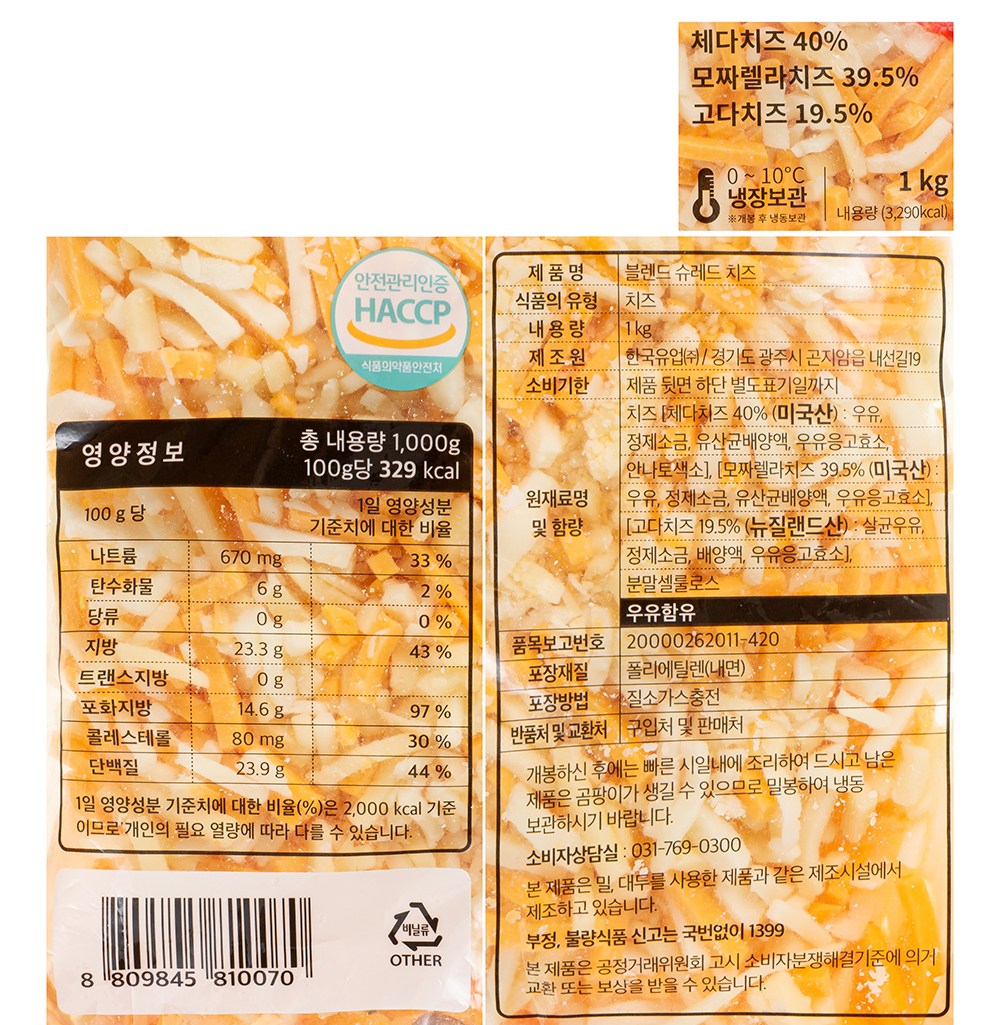 체다치즈 40%
모짜렐라치즈 39.5%
고다치즈 19.5%
0 ~ 10℃
냉장보관
※개봉 후 냉동보관
1 kg
내용량 (3,290kcal)
안전관리인증
HACCP
식품의약품안전처
영양정보
총 내용량 1,000g
100g당 329 kcal
100 g 당
1일 영양성분
기준치에 대한 비율
나트륨 670 mg 33 %
탄수화물 6 g 2 %
당류 0 g 0 %
지방 23.3 g 43 %
트랜스지방 0 g
포화지방 14.6 g 97 %
콜레스테롤 80 mg 30 %
단백질 23.9 g 44 %
1일 영양성분 기준치에 대한 비율(%)은 2,000 kcal 기준
이므로 개인의 필요 열량에 따라 다를 수 있습니다.
8 809845 810070
비닐류
OTHER
제 품 명 블렌드 슈레드 치즈
식품의 유형 치즈
내 용 량 1 kg
제 조 원 한국유업㈜ / 경기도 광주시 곤지암읍 내선길19
소비기한 제품 뒷면 하단 별도표기일까지
원재료명
및 함량
치즈 [체다치즈 40% (미국산) : 우유,
정제소금, 유산균배양액, 우유응고효소,
안나토색소], [모짜렐라치즈 39.5% (미국산) :
우유, 정제소금, 유산균배양액, 우유응고효소],
[고다치즈 19.5% (뉴질랜드산) : 살균우유,
정제소금, 배양액, 우유응고효소],
분말셀룰로스
우유함유
품목보고번호 20000262011-420
포장재질 폴리에틸렌(내면)
포장방법 질소가스충전
반품처 및 교환처 구입처 및 판매처
개봉하신 후에는 빠른 시일내에 조리하여 드시고 남은
제품은 곰팡이가 생길 수 있으므로 밀봉하여 냉동
보관하시기 바랍니다.
소비자상담실 : 031-769-0300
본 제품은 밀, 대두를 사용한 제품과 같은 제조시설에서
제조하고 있습니다.
부정, 불량식품 신고는 국번없이 1399
본 제품은 공정거래위원회 고시 소비자분쟁해결기준에 의거
교환 또는 보상을 받을 수 있습니다.